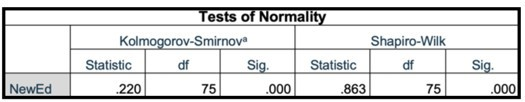 Tests of Normality
Kolmogorov-Smirnovᵃ Shapiro-Wilk
Statistic df Sig. Statistic df Sig.
NewEd .220 75 .000 .863 75 .000